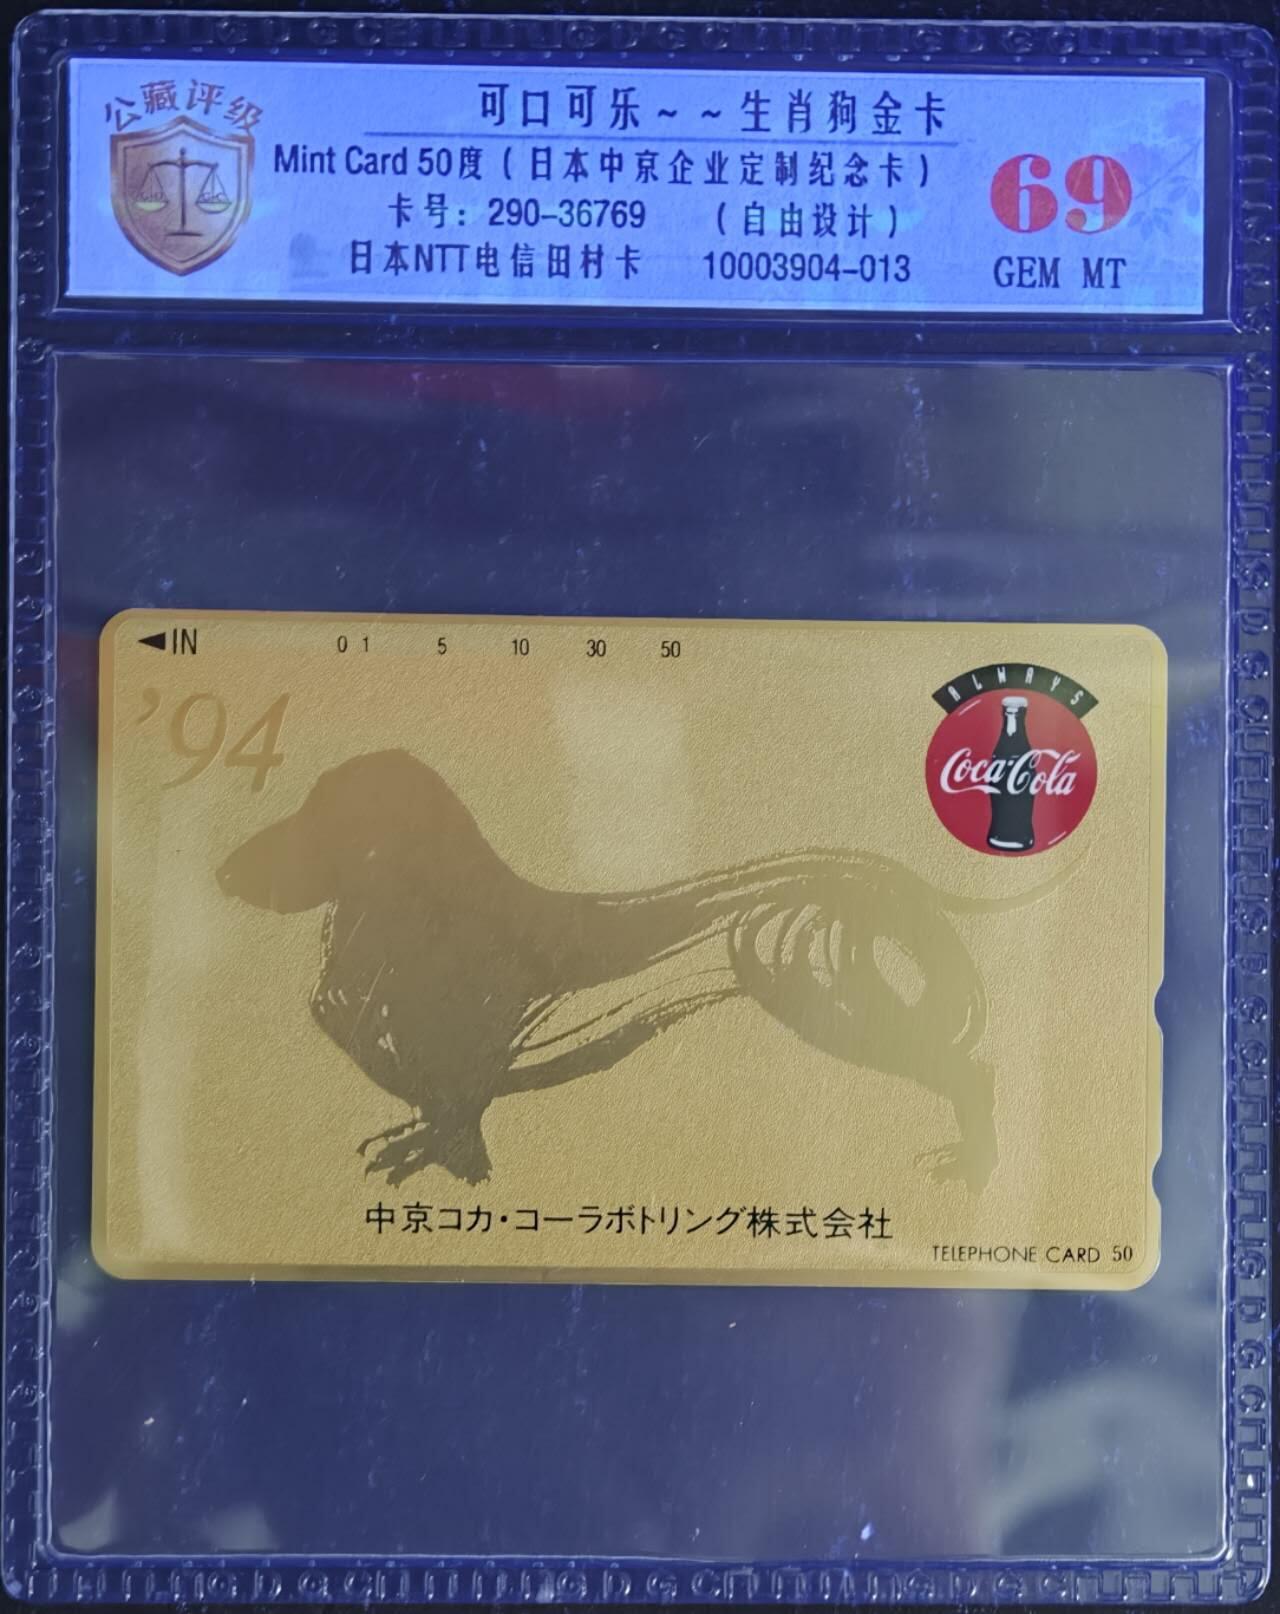 公藏评级
可口可乐~~生肖狗金卡
Mint Card 50度（日本中京企业定制纪念卡）
卡号：290-36769 （自由设计）
日本NTT电信田村卡 10003904-013
69
GEM MT
◀IN 0 1 5 10 30 50
'94
ALWAYS
Coca-Cola
中京コカ・コーラボトリング株式会社
TELEPHONE CARD 50